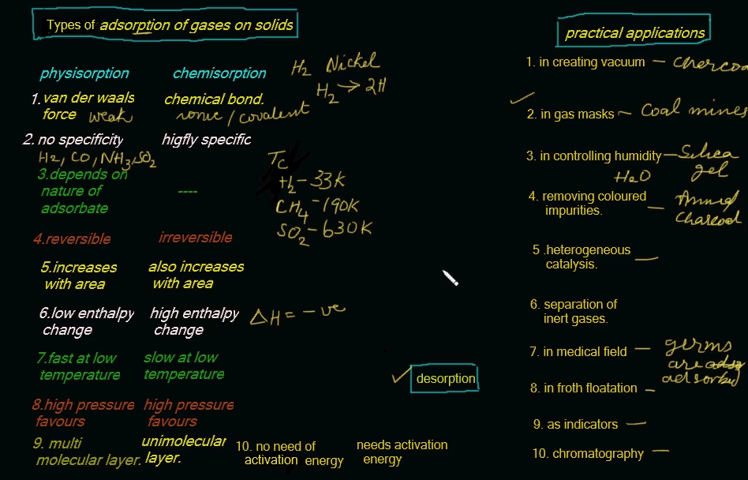 Types of adsorption of gases on solids
physisorption
chemisorption
1. van der waals
force weak
chemical bond.
ionic / covalent
H2 Nickel
H2 → 2H
2. no specificity
H2, CO, NH3, SO2
higfly specific
3.depends on
nature of
adsorbate
----
Tc
H2 - 33K
CH4 - 190K
SO2 - 630K
4.reversible
irreversible
5.increases
with area
also increases
with area
6.low enthalpy
change
high enthalpy
change
ΔH = - ve
7.fast at low
temperature
slow at low
temperature
8.high pressure
favours
high pressure
favours
9. multi
molecular layer.
unimolecular
layer.
10. no need of
activation energy
needs activation
energy
desorption
practical applications
1. in creating vacuum — charcoa
2. in gas masks ~ Coal mines
3. in controlling humidity — Silica
gel
H2O
4. removing coloured
impurities. — Animal
charcoal
5 .heterogeneous
catalysis. —
6. separation of
inert gases.
7. in medical field — germs
are adso
adsorbed
8. in froth floatation -
9. as indicators —
10. chromatography —